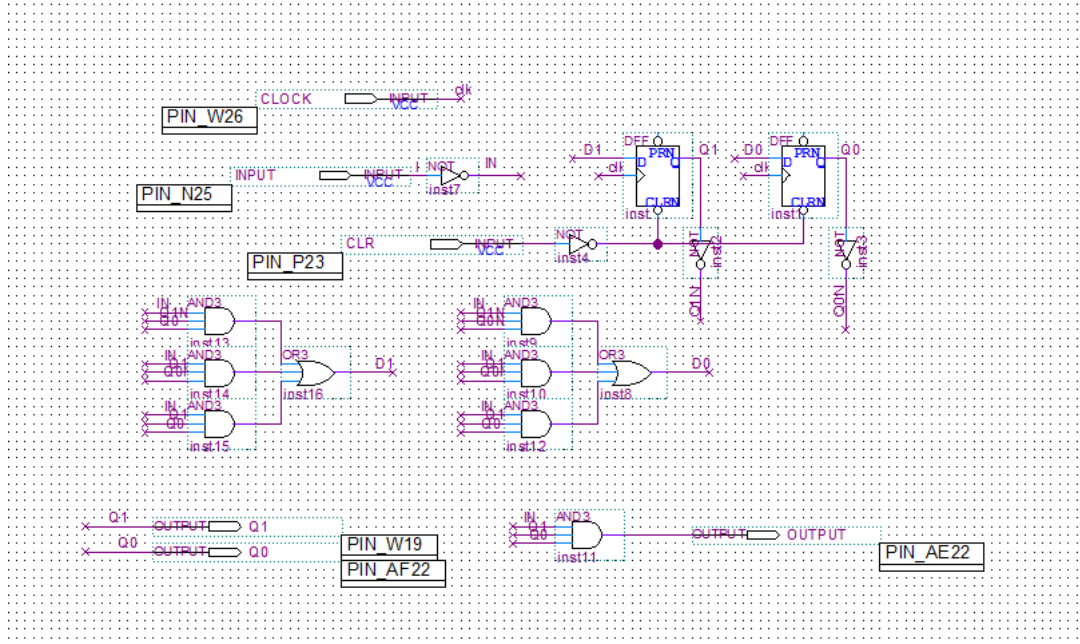 clk
CLOCK INPUT VCC
PIN_W26
DFF D1 PRN Q1 D Q clk CLRN inst
DFF D0 PRN Q0 D Q clk CLRN inst1
INPUT INPUT VCC I NOT IN inst7
PIN_N25
CLR INPUT VCC NOT inst4
PIN_P23
NOT inst2 Q1N
NOT inst3 Q0N
IN AND3 Q1N Q0 inst13
IN AND3 Q1 inst14
IN AND3 Q1 Q0 inst15
OR3 D1 inst16
IN AND3 Q1N Q0N inst9
IN AND3 Q1 inst10
IN AND3 Q1 Q0 inst12
OR3 D0 inst8
Q1 OUTPUT Q1
Q0 OUTPUT Q0
PIN_W19
PIN_AF22
IN AND3 Q1 Q0 inst11
OUTPUT OUTPUT
PIN_AE22